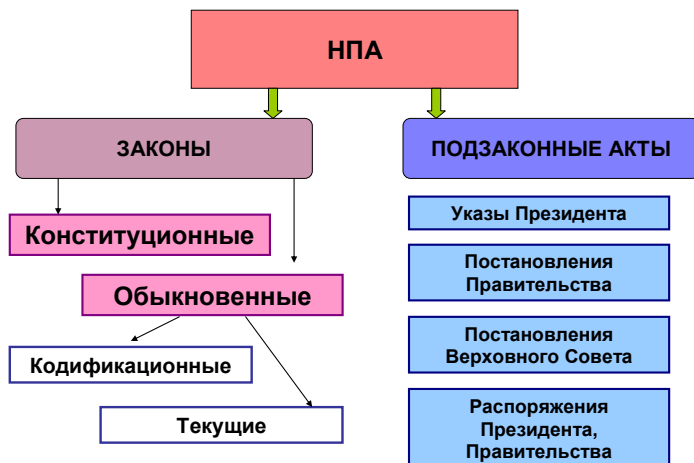 НПА
ЗАКОНЫ
ПОДЗАКОННЫЕ АКТЫ
Конституционные
Обыкновенные
Кодификационные
Текущие
Указы Президента
Постановления
Правительства
Постановления
Верховного Совета
Распоряжения
Президента,
Правительства